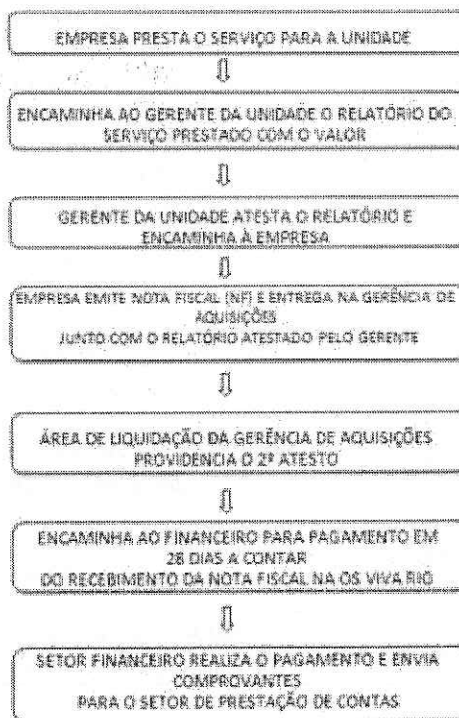 EMPRESA PRESTA O SERVIÇO PARA A UNIDADE
ENCAMINHA AO GERENTE DA UNIDADE O RELATÓRIO DO
SERVIÇO PRESTADO COM O VALOR
GERENTE DA UNIDADE ATESTA O RELATÓRIO E
ENCAMINHA À EMPRESA
EMPRESA EMITE NOTA FISCAL (NF) E ENTREGA NA GERÊNCIA DE
AQUISIÇÕES
JUNTO COM O RELATÓRIO ATESTADO PELO GERENTE
ÁREA DE LIQUIDAÇÃO DA GERÊNCIA DE AQUISIÇÕES
PROVIDENCIA O 2º ATESTO
ENCAMINHA AO FINANCEIRO PARA PAGAMENTO EM
28 DIAS A CONTAR
DO RECEBIMENTO DA NOTA FISCAL NA OS VIVA RIO
SETOR FINANCEIRO REALIZA O PAGAMENTO E ENVIA
COMPROVANTES
PARA O SETOR DE PRESTAÇÃO DE CONTAS